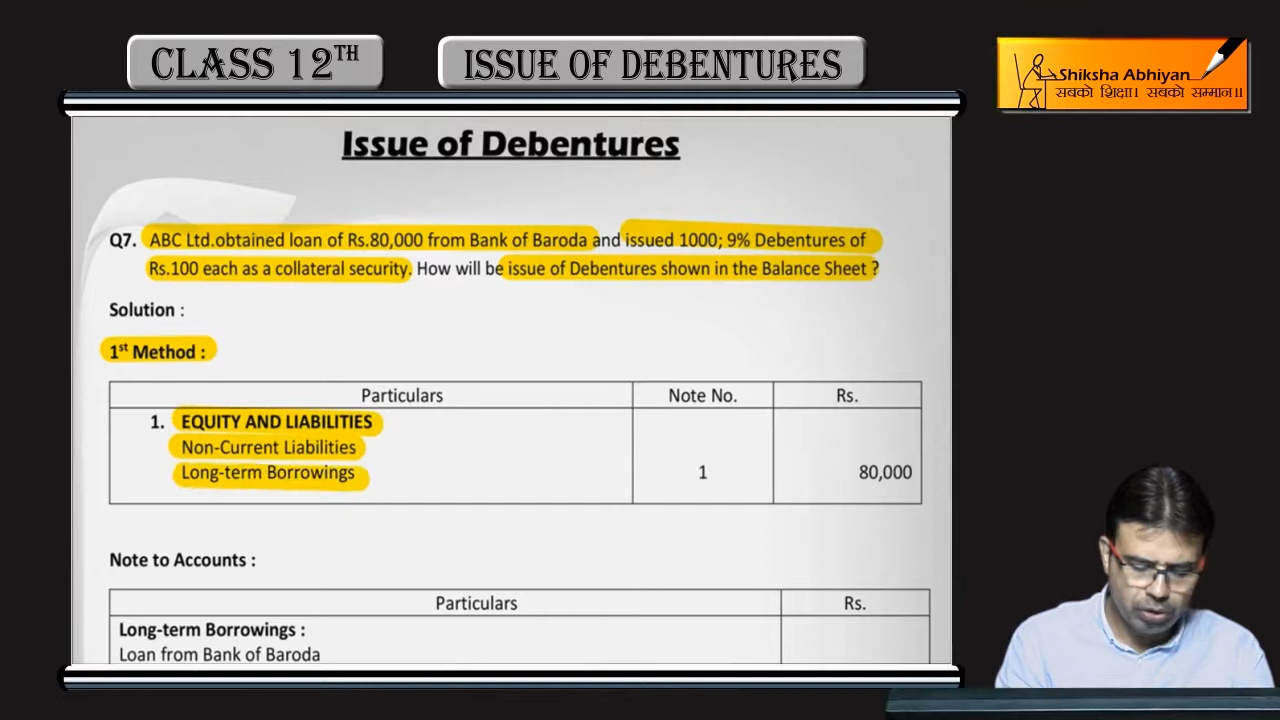 CLASS 12TH
ISSUE OF DEBENTURES
Shiksha Abhiyan
सबको शिक्षा। सबको सम्मान॥
Issue of Debentures
Q7. ABC Ltd.obtained loan of Rs.80,000 from Bank of Baroda and issued 1000; 9% Debentures of
Rs.100 each as a collateral security. How will be issue of Debentures shown in the Balance Sheet ?
Solution :
1st Method :
Particulars Note No. Rs.
1. EQUITY AND LIABILITIES
Non-Current Liabilities
Long-term Borrowings 1 80,000
Note to Accounts :
Particulars Rs.
Long-term Borrowings :
Loan from Bank of Baroda